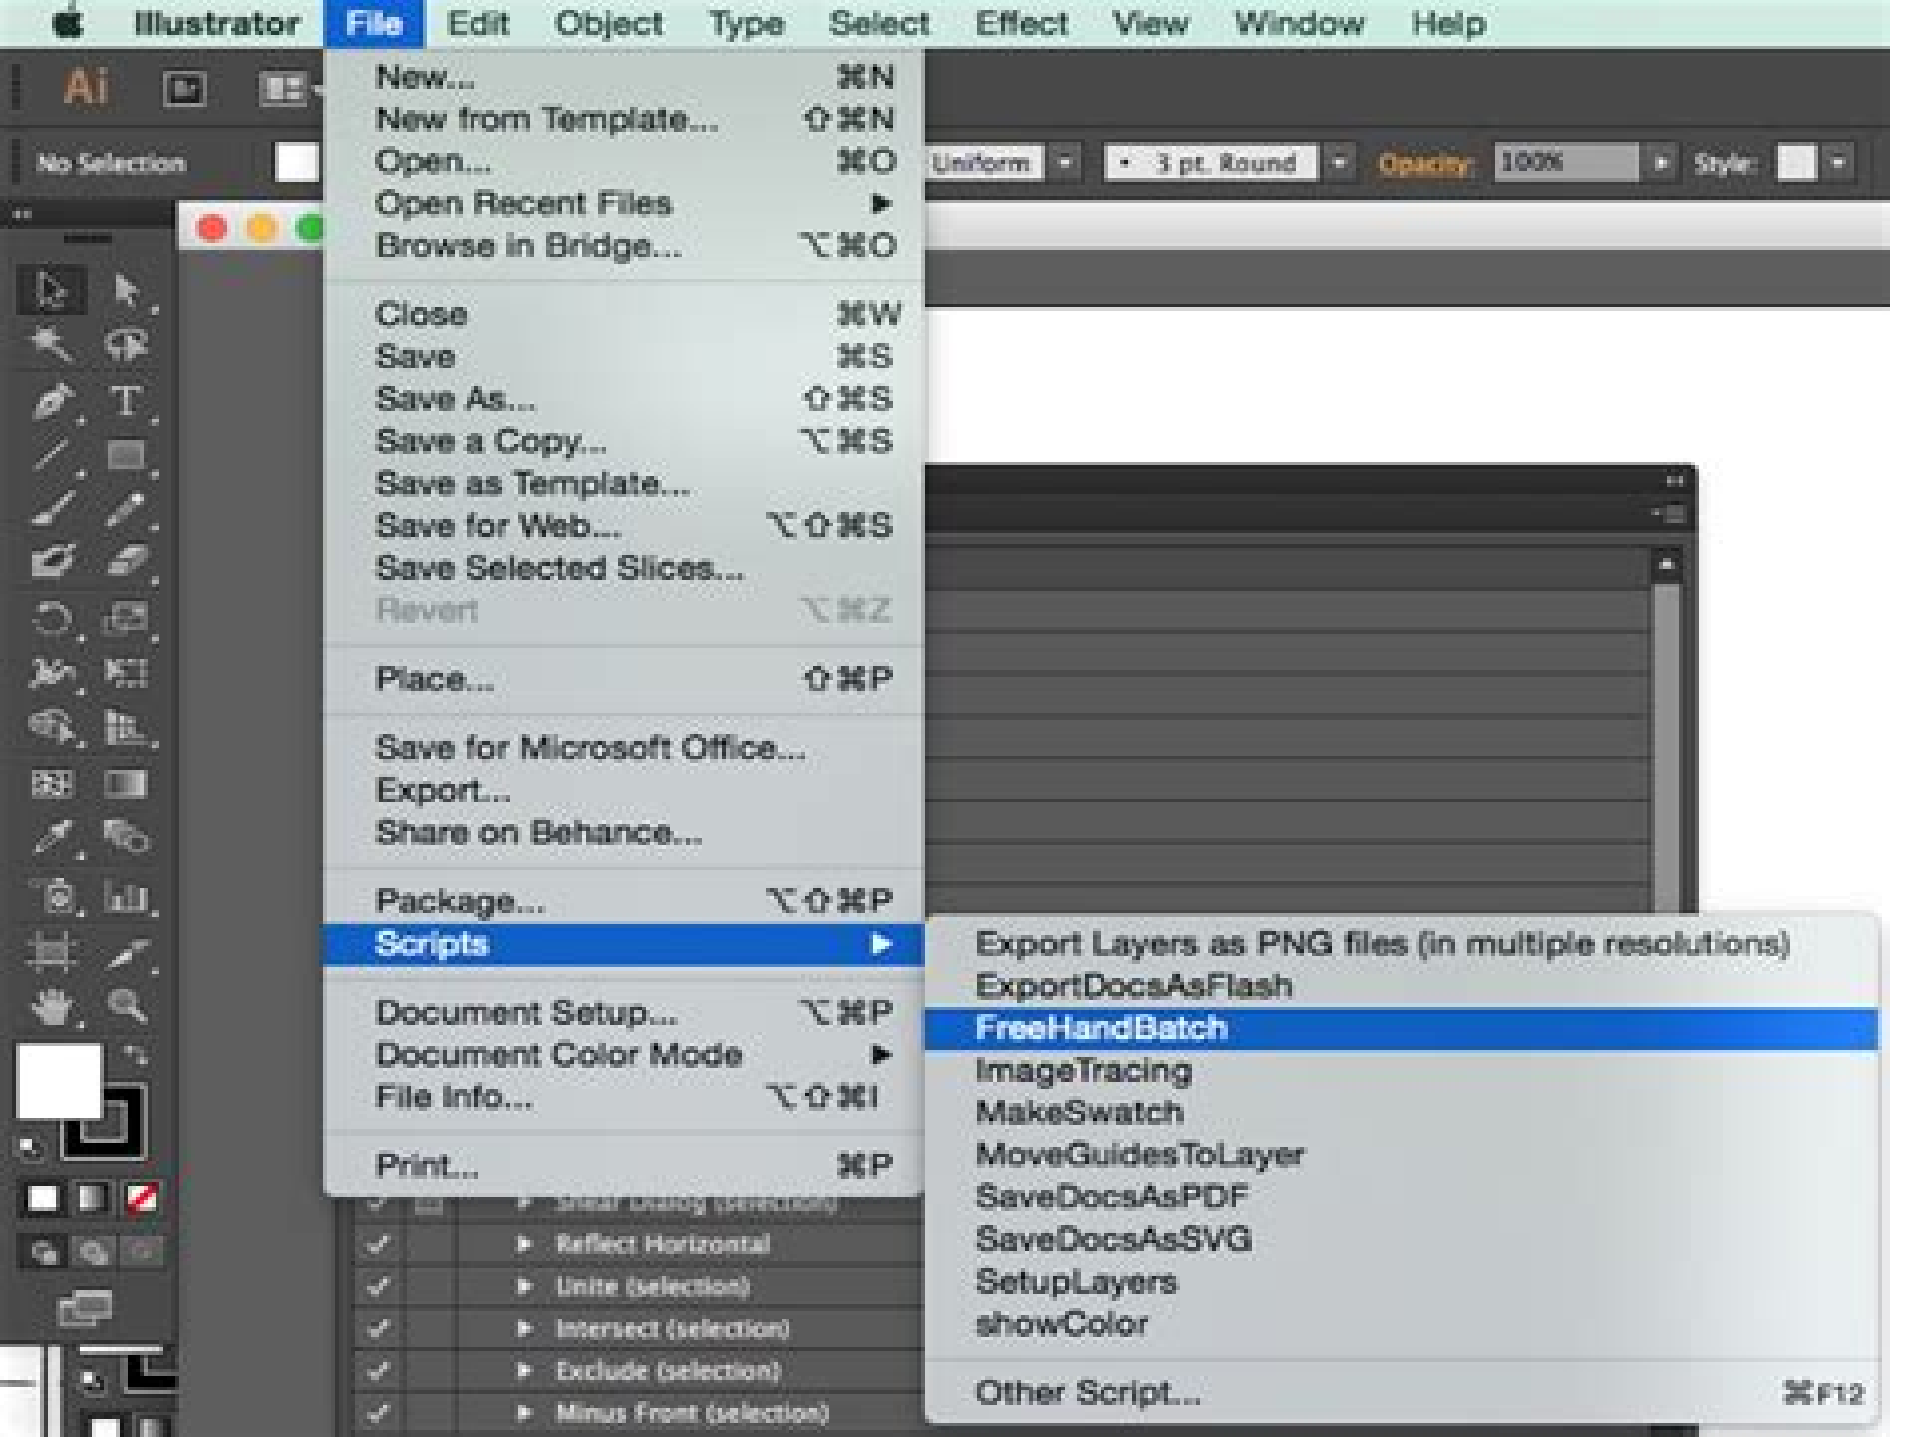 Illustrator File Edit Object Type Select Effect View Window Help
Ai
No Selection
Uniform
3 pt. Round
Opacity:
100%
Style:
New... ⌘N
New from Template... ⇧⌘N
Open... ⌘O
Open Recent Files ▶
Browse in Bridge... ⌥⌘O
Close ⌘W
Save ⌘S
Save As... ⇧⌘S
Save a Copy... ⌥⌘S
Save as Template...
Save for Web... ⌥⇧⌘S
Save Selected Slices...
Revert ⌥⌘Z
Place... ⇧⌘P
Save for Microsoft Office...
Export...
Share on Behance...
Package... ⌥⇧⌘P
Scripts ▶
Document Setup... ⌥⌘P
Document Color Mode ▶
File Info... ⌥⇧⌘I
Print... ⌘P
Export Layers as PNG files (in multiple resolutions)
ExportDocsAsFlash
FreeHandBatch
ImageTracing
MakeSwatch
MoveGuidesToLayer
SaveDocsAsPDF
SaveDocsAsSVG
SetupLayers
showColor
Other Script... ⌘F12
Shear Dialog (selection)
Reflect Horizontal
Unite (selection)
Intersect (selection)
Exclude (selection)
Minus Front (selection)